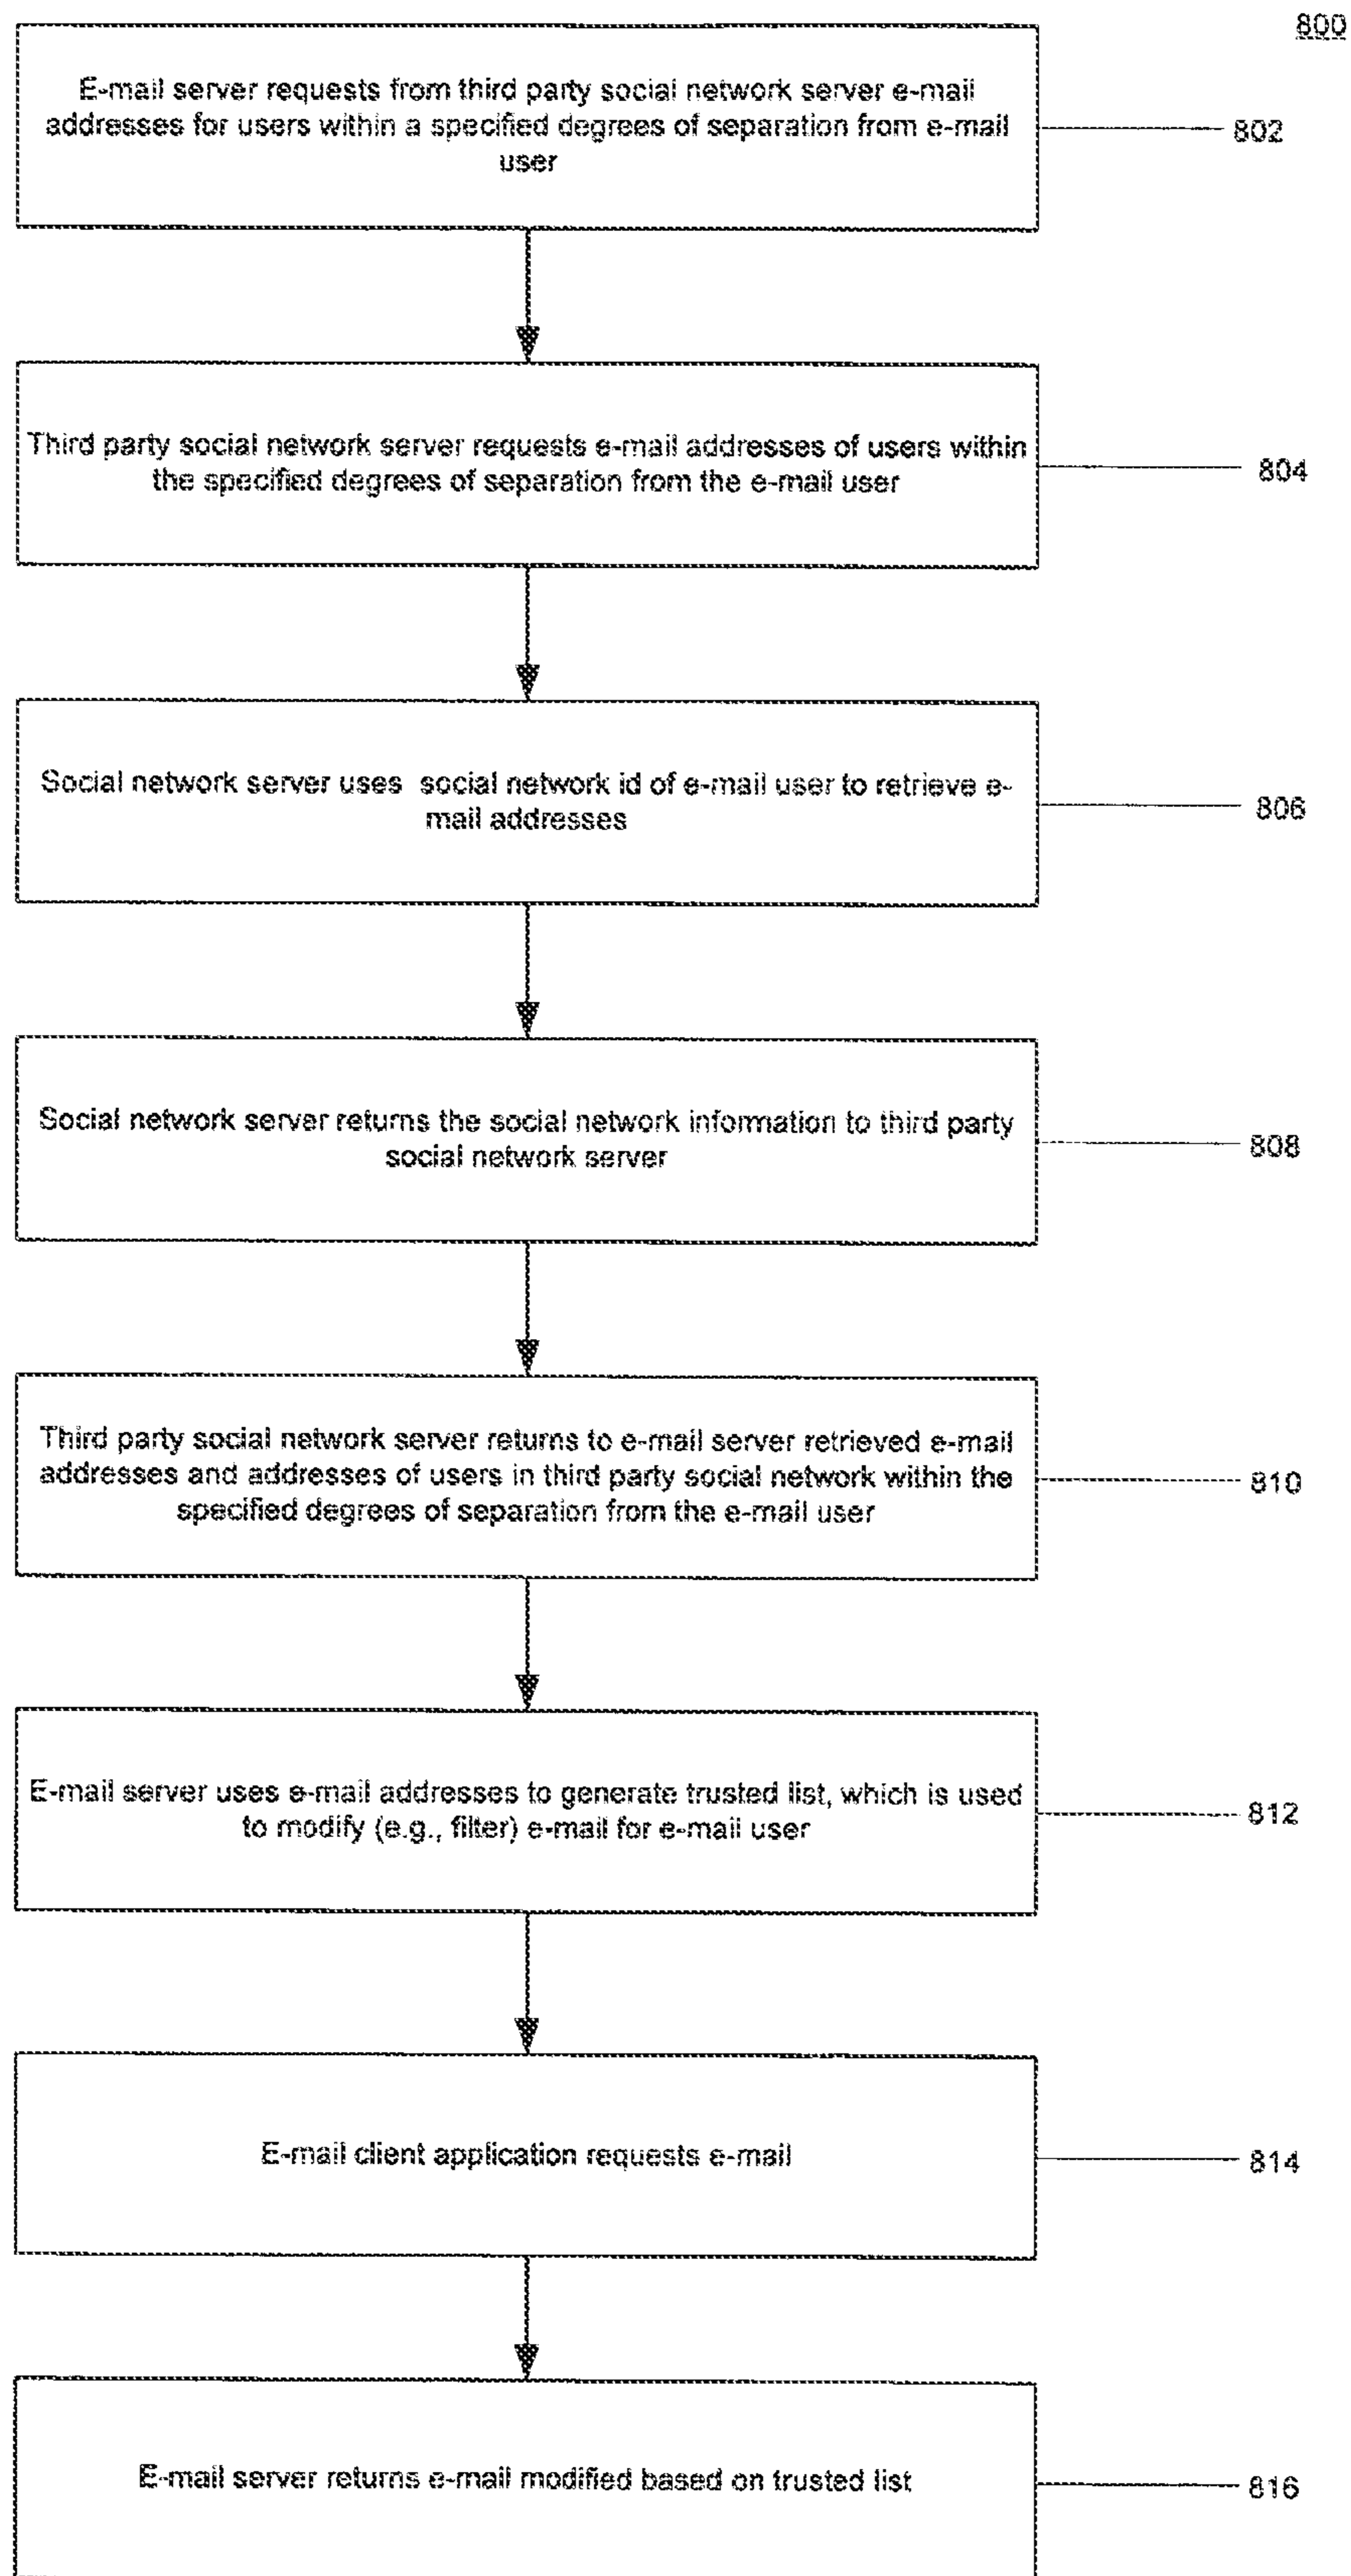 800
E-mail server requests from third party social network server e-mail
addresses for users within a specified degrees of separation from e-mail
user
802
Third party social network server requests e-mail addresses of users within
the specified degrees of separation from the e-mail user
804
Social network server uses social network id of e-mail user to retrieve e-
mail addresses
806
Social network server returns the social network information to third party
social network server
808
Third party social network server returns to e-mail server retrieved e-mail
addresses and addresses of users in third party social network within the
specified degrees of separation from the e-mail user
810
E-mail server uses e-mail addresses to generate trusted list, which is used
to modify (e.g., filter) e-mail for e-mail user
812
E-mail client application requests e-mail
814
E-mail server returns e-mail modified based on trusted list
816